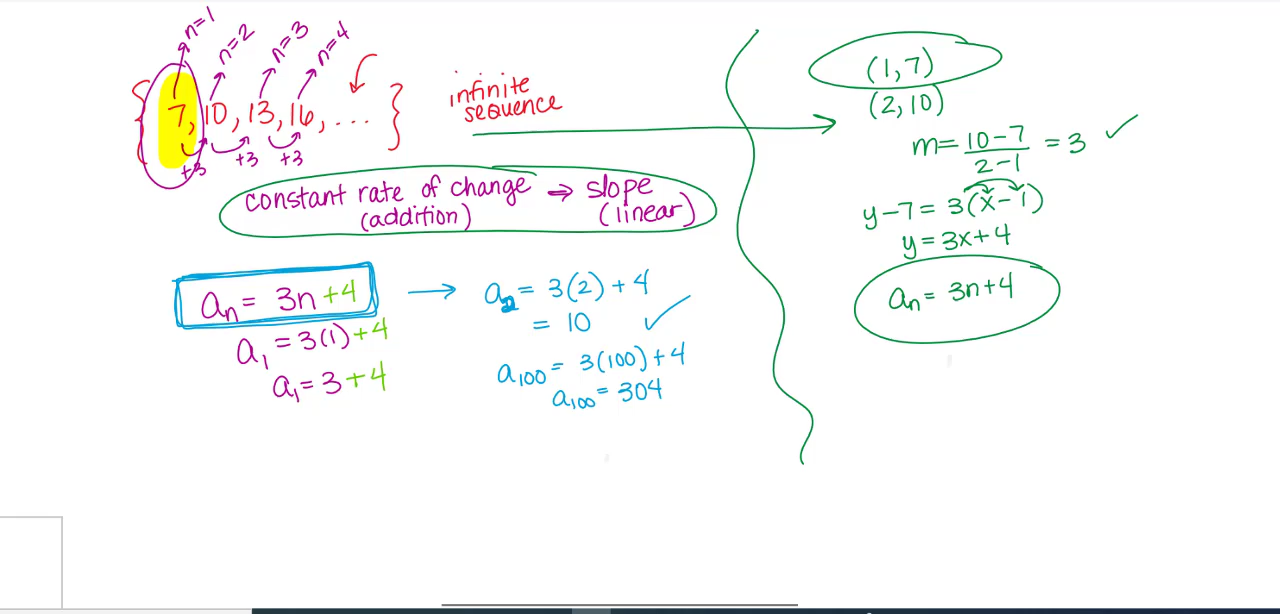 n=1
n=2
n=3
n=4
{ 7, 10, 13, 16, ... }
+3
+3
+3
infinite
sequence
constant rate of change ⇒ slope
(addition) (linear)
aₙ = 3n + 4
a₁ = 3(1) + 4
a₁ = 3 + 4
a₂ = 3(2) + 4
= 10 ✓
a₁₀₀ = 3(100) + 4
a₁₀₀ = 304
(1, 7)
(2, 10)
m = 10 - 7 / 2 - 1 = 3 ✓
y - 7 = 3(x - 1)
y = 3x + 4
aₙ = 3n + 4